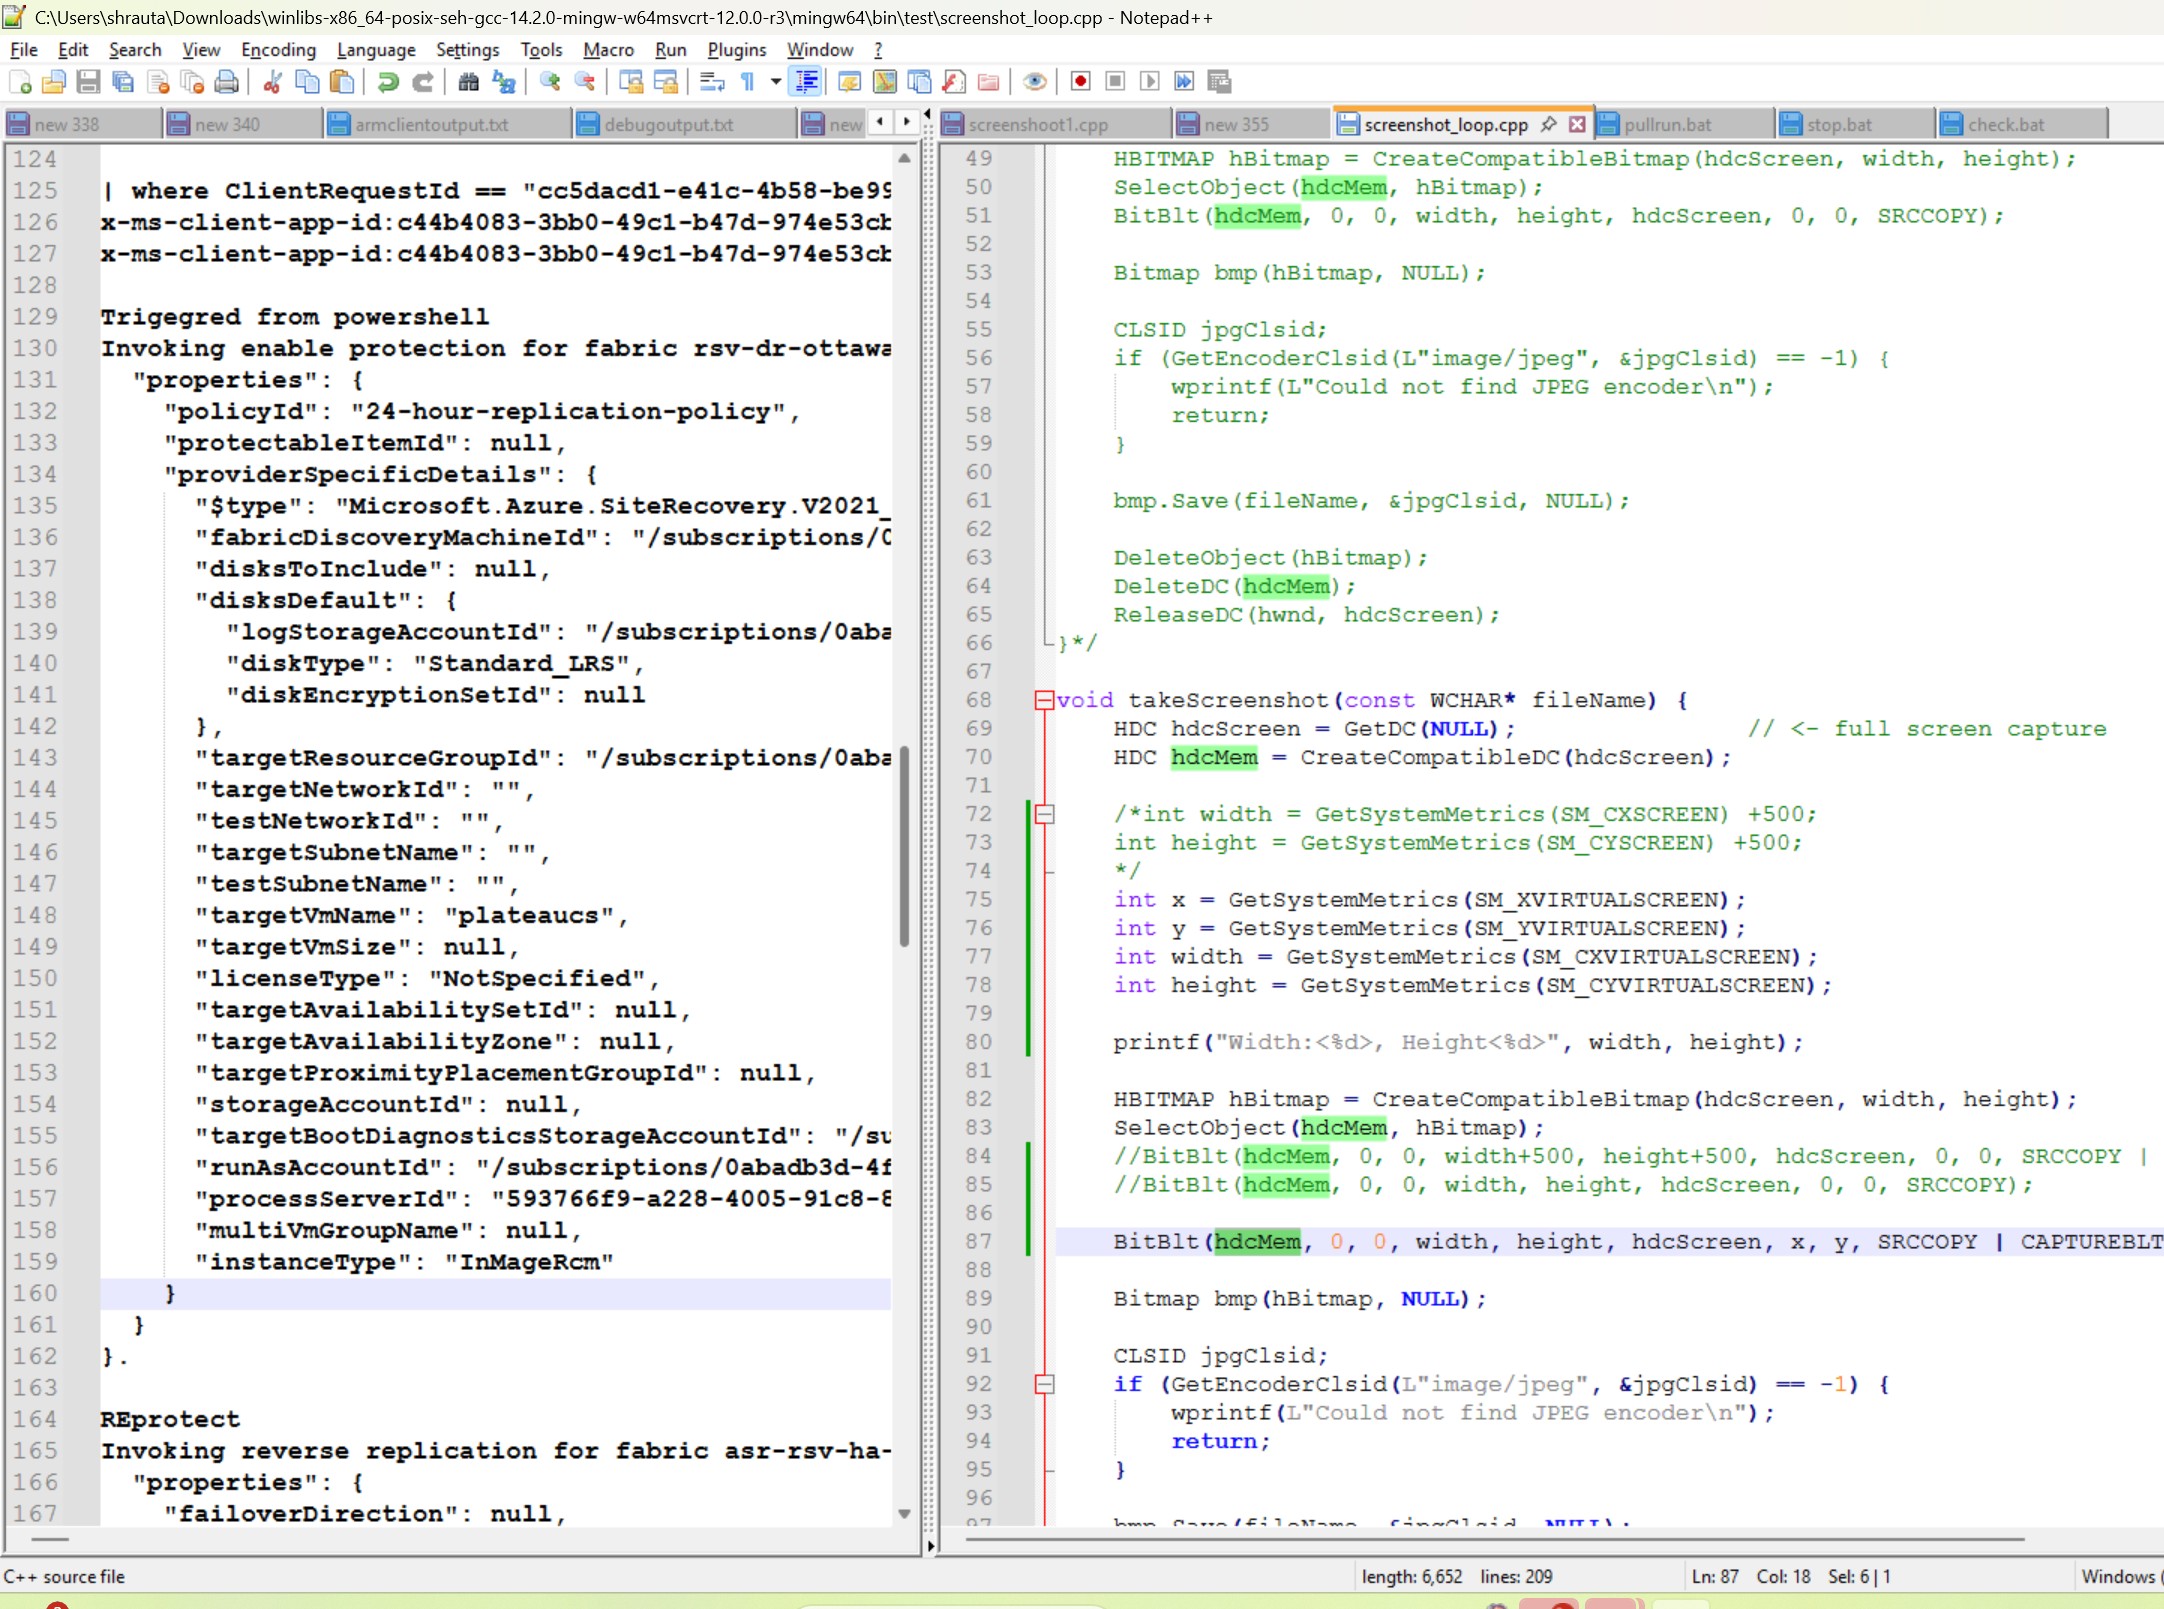 C:\Users\shrauta\Downloads\winlibs-x86_64-posix-seh-gcc-14.2.0-mingw-w64msvcrt-12.0.0-r3\mingw64\bin\test\screenshot_loop.cpp - Notepad++
File Edit Search View Encoding Language Settings Tools Macro Run Plugins Window ?
new 338 new 340 armclientoutput.txt debugoutput.txt new
124
125 | where ClientRequestId == "cc5dacd1-e41c-4b58-be99
126 x-ms-client-app-id:c44b4083-3bb0-49c1-b47d-974e53cb
127 x-ms-client-app-id:c44b4083-3bb0-49c1-b47d-974e53cb
128
129 Trigegred from powershell
130 Invoking enable protection for fabric rsv-dr-ottawa
131 "properties": {
132 "policyId": "24-hour-replication-policy",
133 "protectableItemId": null,
134 "providerSpecificDetails": {
135 "$type": "Microsoft.Azure.SiteRecovery.V2021_
136 "fabricDiscoveryMachineId": "/subscriptions/0
137 "disksToInclude": null,
138 "disksDefault": {
139 "logStorageAccountId": "/subscriptions/0aba
140 "diskType": "Standard_LRS",
141 "diskEncryptionSetId": null
142 },
143 "targetResourceGroupId": "/subscriptions/0aba
144 "targetNetworkId": "",
145 "testNetworkId": "",
146 "targetSubnetName": "",
147 "testSubnetName": "",
148 "targetVmName": "plateaucs",
149 "targetVmSize": null,
150 "licenseType": "NotSpecified",
151 "targetAvailabilitySetId": null,
152 "targetAvailabilityZone": null,
153 "targetProximityPlacementGroupId": null,
154 "storageAccountId": null,
155 "targetBootDiagnosticsStorageAccountId": "/su
156 "runAsAccountId": "/subscriptions/0abadb3d-4f
157 "processServerId": "593766f9-a228-4005-91c8-8
158 "multiVmGroupName": null,
159 "instanceType": "InMageRcm"
160 }
161 }
162 }.
163
164 REprotect
165 Invoking reverse replication for fabric asr-rsv-ha-
166 "properties": {
167 "failoverDirection": null,
screenshoot1.cpp new 355 screenshot_loop.cpp pullrun.bat stop.bat check.bat
49 HBITMAP hBitmap = CreateCompatibleBitmap(hdcScreen, width, height);
50 SelectObject(hdcMem, hBitmap);
51 BitBlt(hdcMem, 0, 0, width, height, hdcScreen, 0, 0, SRCCOPY);
52
53 Bitmap bmp(hBitmap, NULL);
54
55 CLSID jpgClsid;
56 if (GetEncoderClsid(L"image/jpeg", &jpgClsid) == -1) {
57 wprintf(L"Could not find JPEG encoder\n");
58 return;
59 }
60
61 bmp.Save(fileName, &jpgClsid, NULL);
62
63 DeleteObject(hBitmap);
64 DeleteDC(hdcMem);
65 ReleaseDC(hwnd, hdcScreen);
66 }*/
67
68 void takeScreenshot(const WCHAR* fileName) {
69 HDC hdcScreen = GetDC(NULL); // <- full screen capture
70 HDC hdcMem = CreateCompatibleDC(hdcScreen);
71
72 /*int width = GetSystemMetrics(SM_CXSCREEN) +500;
73 int height = GetSystemMetrics(SM_CYSCREEN) +500;
74 */
75 int x = GetSystemMetrics(SM_XVIRTUALSCREEN);
76 int y = GetSystemMetrics(SM_YVIRTUALSCREEN);
77 int width = GetSystemMetrics(SM_CXVIRTUALSCREEN);
78 int height = GetSystemMetrics(SM_CYVIRTUALSCREEN);
79
80 printf("Width:<%d>, Height<%d>", width, height);
81
82 HBITMAP hBitmap = CreateCompatibleBitmap(hdcScreen, width, height);
83 SelectObject(hdcMem, hBitmap);
84 //BitBlt(hdcMem, 0, 0, width+500, height+500, hdcScreen, 0, 0, SRCCOPY |
85 //BitBlt(hdcMem, 0, 0, width, height, hdcScreen, 0, 0, SRCCOPY);
86
87 BitBlt(hdcMem, 0, 0, width, height, hdcScreen, x, y, SRCCOPY | CAPTUREBLT
88
89 Bitmap bmp(hBitmap, NULL);
90
91 CLSID jpgClsid;
92 if (GetEncoderClsid(L"image/jpeg", &jpgClsid) == -1) {
93 wprintf(L"Could not find JPEG encoder\n");
94 return;
95 }
96
97 bmp.Save(fileName, &jpgClsid, NULL);
C++ source file length: 6,652 lines: 209 Ln: 87 Col: 18 Sel: 6 | 1 Windows (